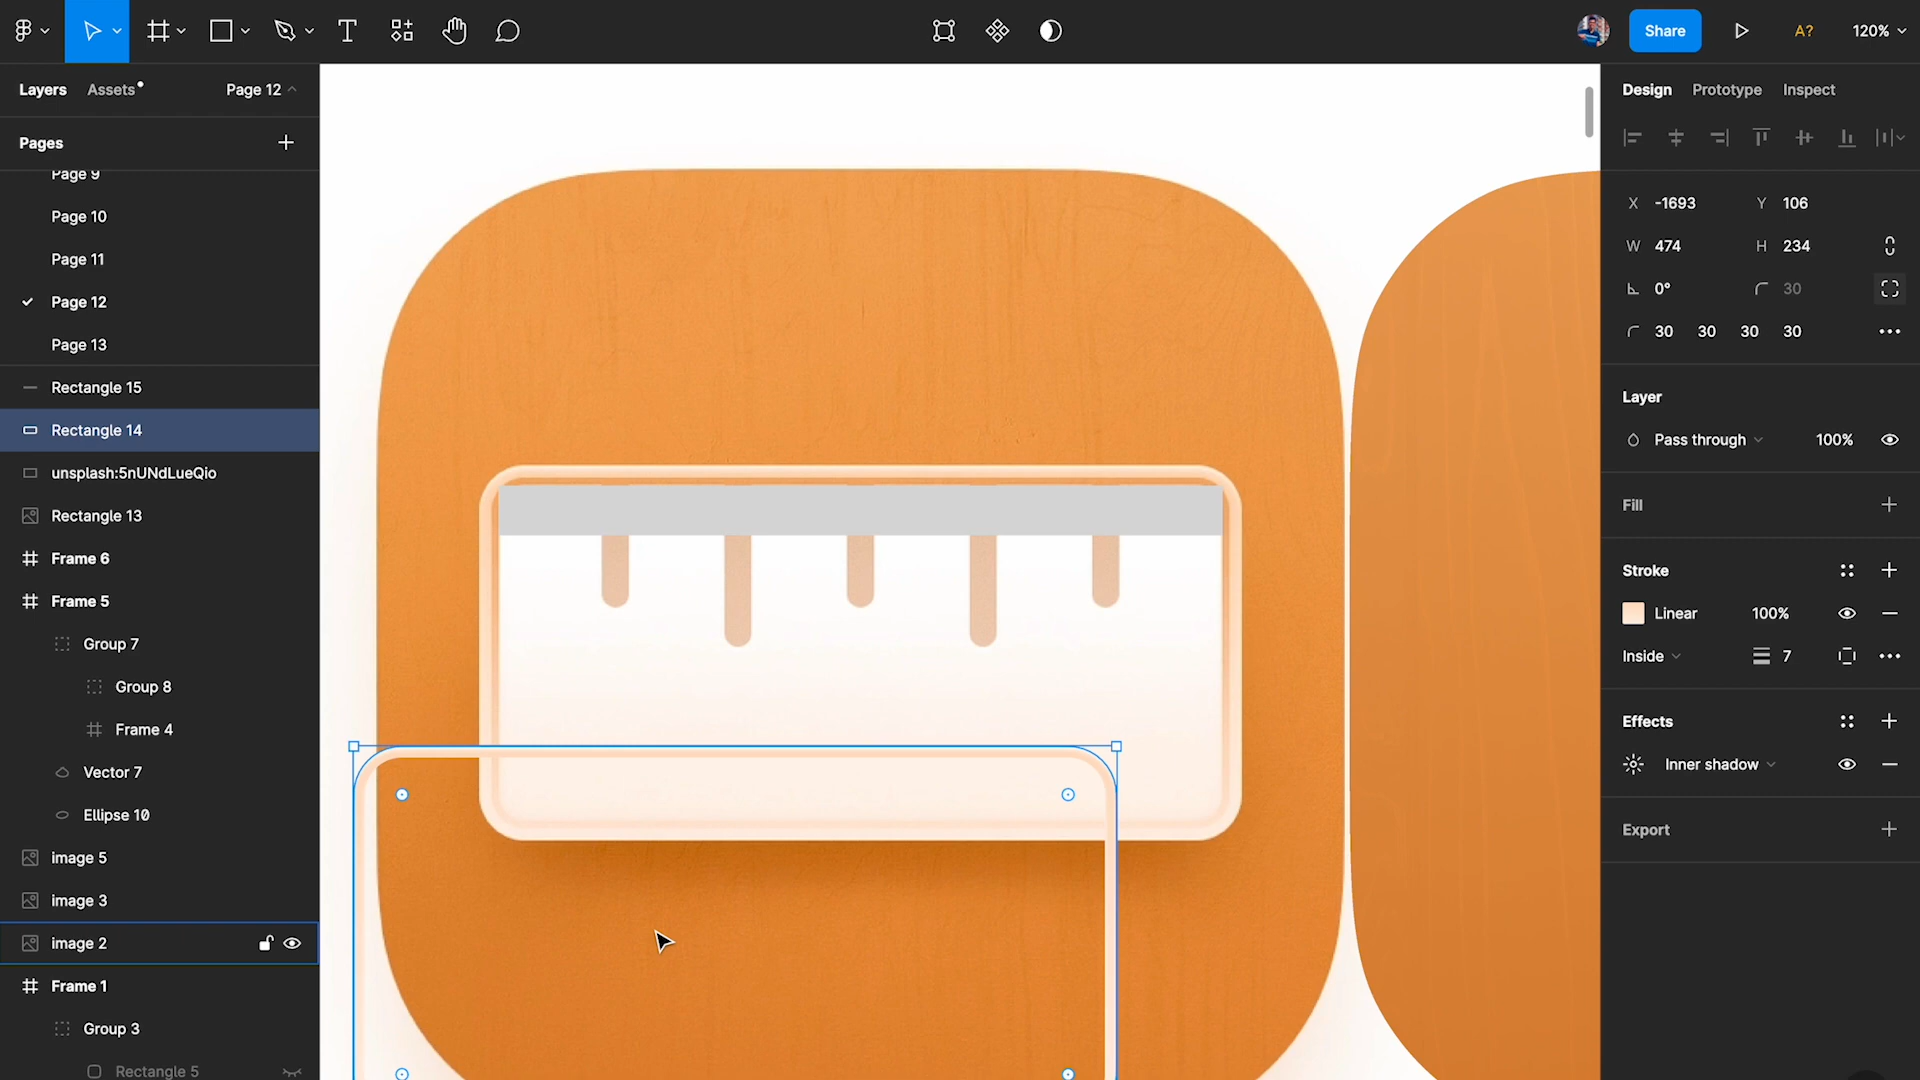 Share
A?
120%
Layers
Assets
Page 12
Pages
Page 9
Page 10
Page 11
Page 12
Page 13
Rectangle 15
Rectangle 14
unsplash:5nUNdLueQio
Rectangle 13
Frame 6
Frame 5
Group 7
Group 8
Frame 4
Vector 7
Ellipse 10
image 5
image 3
image 2
Frame 1
Group 3
Rectangle 5
Design Prototype Inspect
X -1693 Y 106
W 474 H 234
0° 30
30 30 30 30
Layer
Pass through 100%
Fill
Stroke
Linear 100%
Inside 7
Effects
Inner shadow
Export